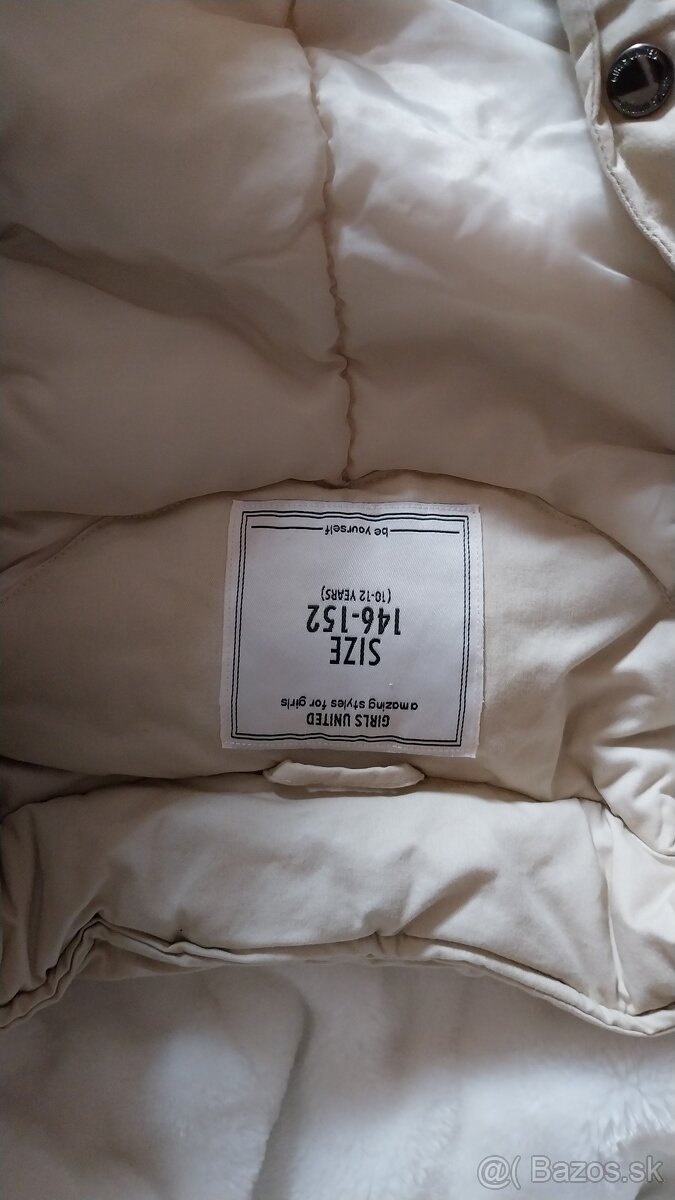 GIRLS UNITED
amazing styles for girls
SIZE
146-152
(10-12 YEARS)
be yourself
@( Bazos.sk